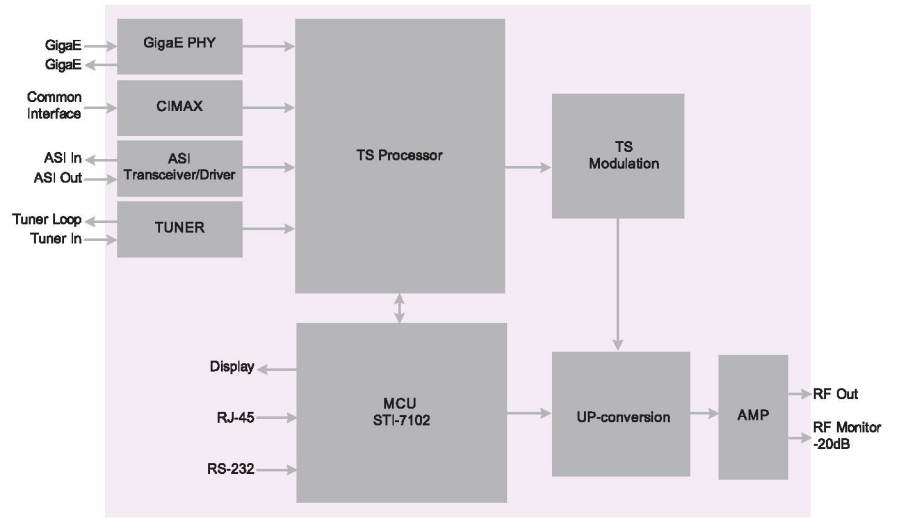 GigaE
GigaE
GigaE PHY
Common
Interface
CIMAX
ASI In
ASI Out
ASI
Transceiver/Driver
Tuner Loop
Tuner In
TUNER
TS Processor
TS
Modulation
Display
RJ-45
RS-232
MCU
STI-7102
UP-conversion
AMP
RF Out
RF Monitor
-20dB